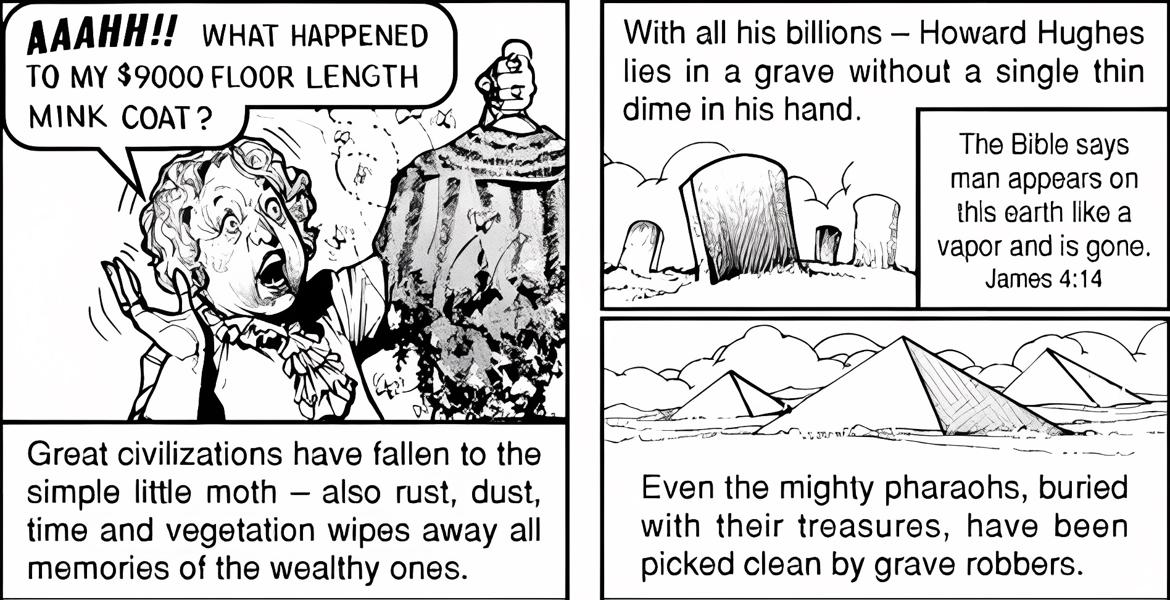 AAAHH!! WHAT HAPPENED
TO MY $9000 FLOOR LENGTH
MINK COAT?
Great civilizations have fallen to the
simple little moth – also rust, dust,
time and vegetation wipes away all
memories of the wealthy ones.
With all his billions – Howard Hughes
lies in a grave without a single thin
dime in his hand.
The Bible says
man appears on
this earth like a
vapor and is gone.
James 4:14
Even the mighty pharaohs, buried
with their treasures, have been
picked clean by grave robbers.